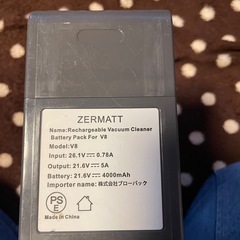 ZERMATT
Name:Rechargeable Vacuum Cleaner
Battery Pack For V8
Model:V8
Input: 26.1V⎓0.78A
Output: 21.6V⎓5A
Battery: 21.6V⎓4000mAh
Importer name: 株式会社ブローバック
PS
E
Made in China